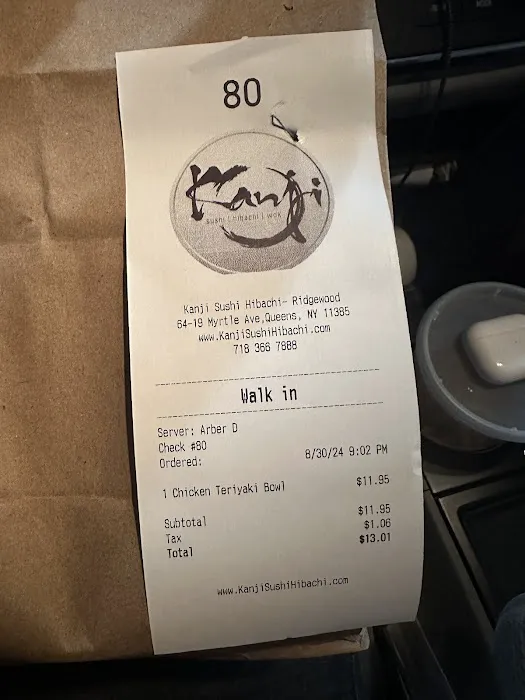 80
Kanji
sushi | hibachi | wok
Kanji Sushi Hibachi- Ridgewood
64-19 Myrtle Ave,Queens, NY 11385
www.KanjiSushiHibachi.com
718 366 7888
Walk in
Server: Arber D
Check #80
Ordered: 8/30/24 9:02 PM
1 Chicken Teriyaki Bowl $11.95
Subtotal $11.95
Tax $1.06
Total $13.01
www.KanjiSushiHibachi.com